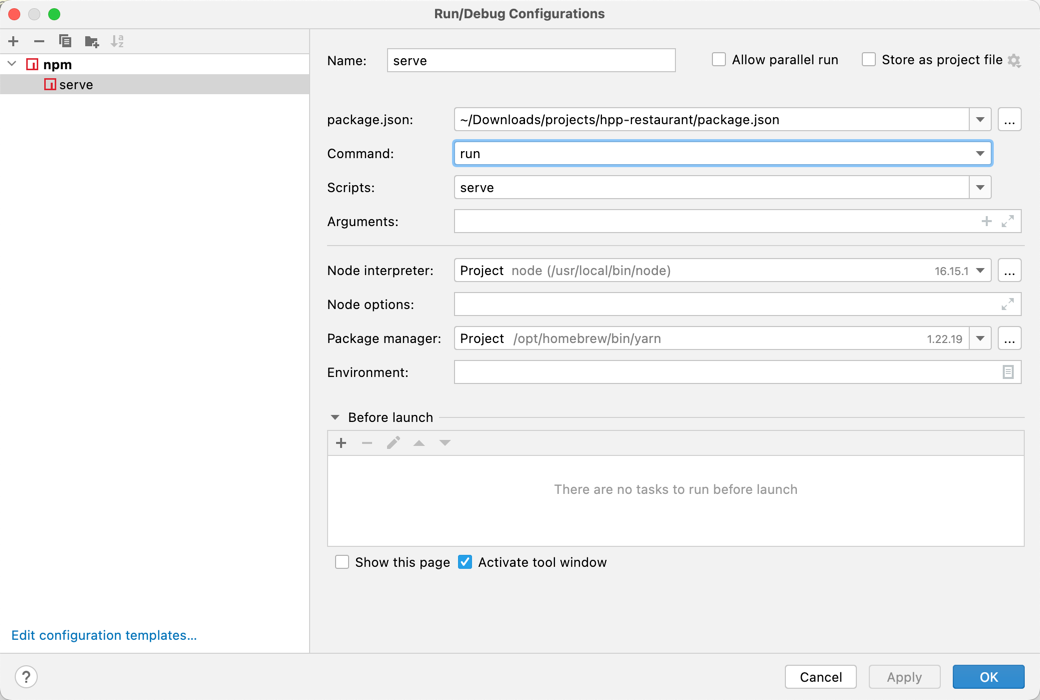 Run/Debug Configurations
npm
serve
Name: serve Allow parallel run Store as project file
package.json: ~/Downloads/projects/hpp-restaurant/package.json ...
Command: run
Scripts: serve
Arguments:
Node interpreter: Project node (/usr/local/bin/node) 16.15.1 ...
Node options:
Package manager: Project /opt/homebrew/bin/yarn 1.22.19 ...
Environment:
Before launch
There are no tasks to run before launch
Show this page Activate tool window
Edit configuration templates...
? Cancel Apply OK